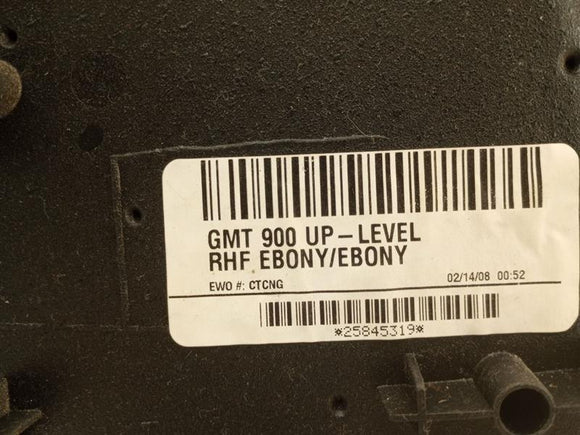 GMT 900 UP-LEVEL
RHF EBONY/EBONY
EWO #: CTCNG 02/14/08 00:52
*25845319*